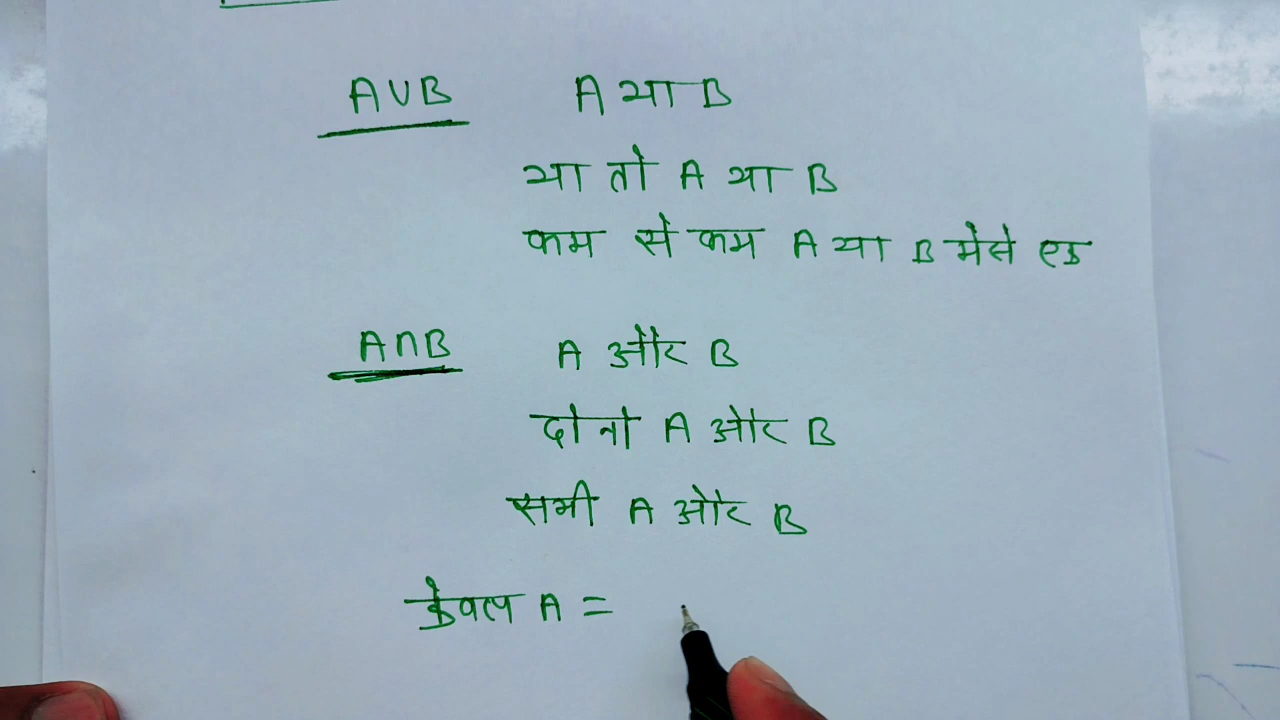 A∪B A या B
या तो A या B
कम से कम A या B मेसे एक
A∩B A और B
दोनो A और B
सभी A और B
केवल A =